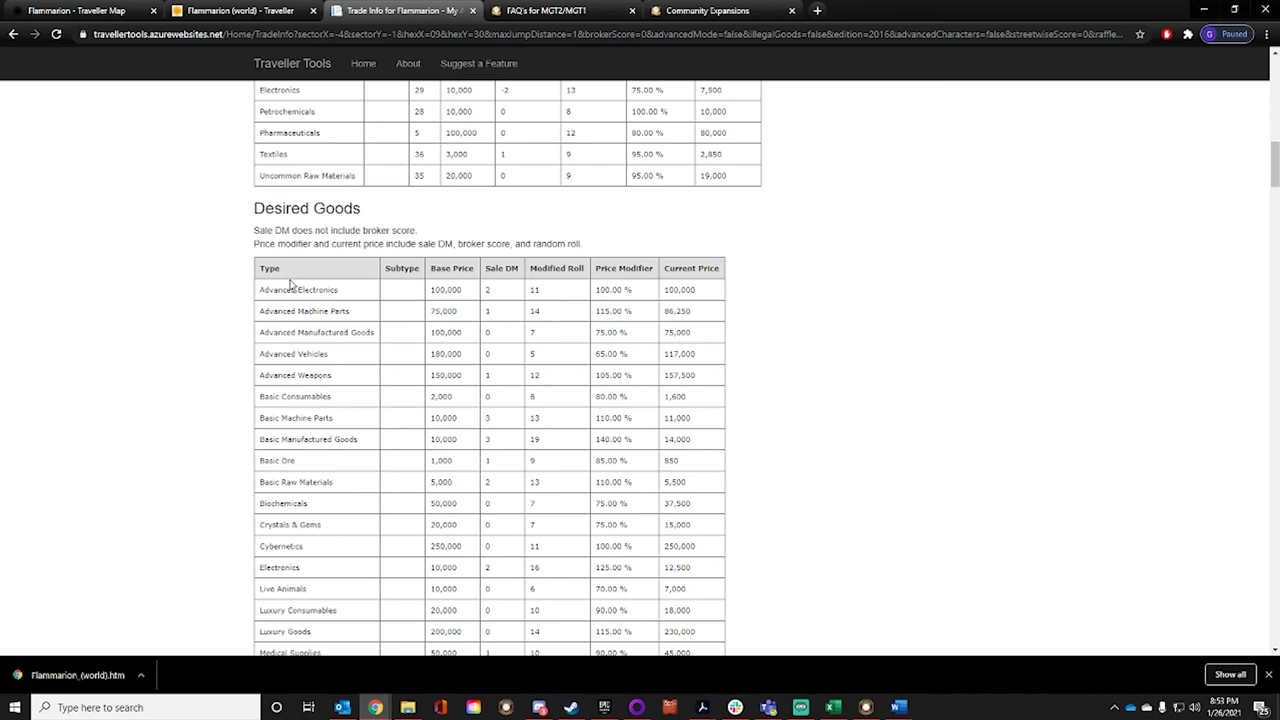 Flammarion - Traveller Map
Flammarion (world) - Traveller
Trade Info for Flammarion - My
FAQ's for MGT2/MGT1
Community Expansions
travellertools.azurewebsites.net/Home/TradeInfo?sectorX=-4&sectorY=-1&hexX=09&hexY=30&maxJumpDistance=1&brokerScore=0&advancedMode=false&illegalGoods=false&edition=2016&advancedCharacters=false&streetwiseScore=0&raffle...
G Paused
Traveller Tools Home About Suggest a Feature
Electronics 29 10,000 -2 13 75.00 % 7,500
Petrochemicals 28 10,000 0 8 100.00 % 10,000
Pharmaceuticals 5 100,000 0 12 80.00 % 80,000
Textiles 36 3,000 1 9 95.00 % 2,850
Uncommon Raw Materials 35 20,000 0 9 95.00 % 19,000
Desired Goods
Sale DM does not include broker score.
Price modifier and current price include sale DM, broker score, and random roll.
Type Subtype Base Price Sale DM Modified Roll Price Modifier Current Price
Advanced Electronics 100,000 2 11 100.00 % 100,000
Advanced Machine Parts 75,000 1 14 115.00 % 86,250
Advanced Manufactured Goods 100,000 0 7 75.00 % 75,000
Advanced Vehicles 180,000 0 5 65.00 % 117,000
Advanced Weapons 150,000 1 12 105.00 % 157,500
Basic Consumables 2,000 0 8 80.00 % 1,600
Basic Machine Parts 10,000 3 13 110.00 % 11,000
Basic Manufactured Goods 10,000 3 19 140.00 % 14,000
Basic Ore 1,000 1 9 85.00 % 850
Basic Raw Materials 5,000 2 13 110.00 % 5,500
Biochemicals 50,000 0 7 75.00 % 37,500
Crystals & Gems 20,000 0 7 75.00 % 15,000
Cybernetics 250,000 0 11 100.00 % 250,000
Electronics 10,000 2 16 125.00 % 12,500
Live Animals 10,000 0 6 70.00 % 7,000
Luxury Consumables 20,000 0 10 90.00 % 18,000
Luxury Goods 200,000 0 14 115.00 % 230,000
Medical Supplies 50,000 1 10 90.00 % 45,000
Flammarion_(world).htm
Show all
Type here to search
8:53 PM
1/26/2021
25